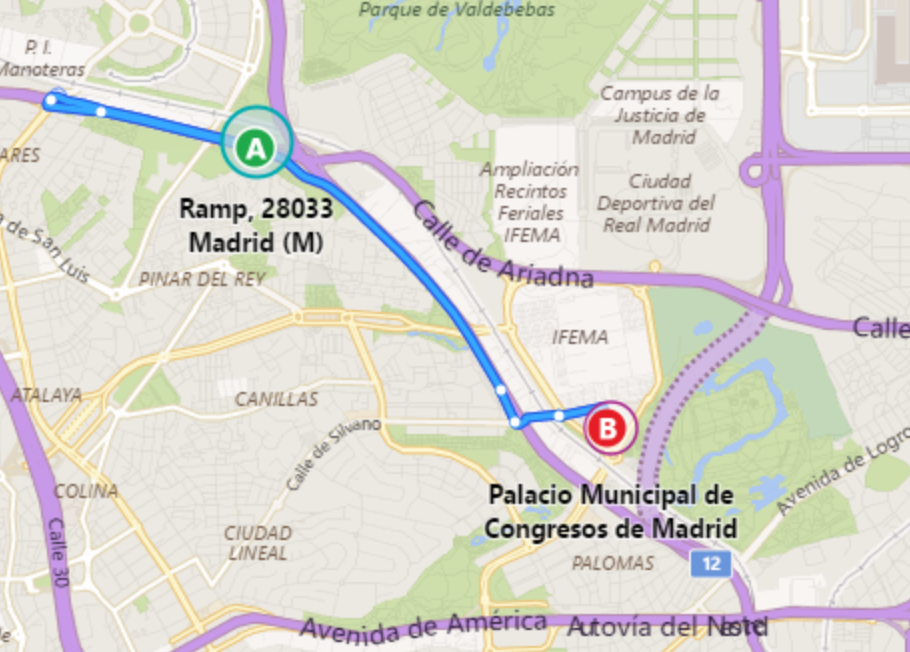 Parque de Valdebebas
P. I.
Manoteras
Campus de la
Justicia de
Madrid
ARES
A
Ampliación
Recintos
Feriales
IFEMA
Ciudad
Deportiva del
Real Madrid
Ramp, 28033
Madrid (M)
Calle de Ariadna
a de San Luis
PINAR DEL REY
IFEMA
Calle
ATALAYA
CANILLAS
Calle de Silvano
B
Avenida de Logro
COLINA
Palacio Municipal de
Congresos de Madrid
Calle 30
CIUDAD
LINEAL
PALOMAS
12
Avenida de América
Autovía del
le